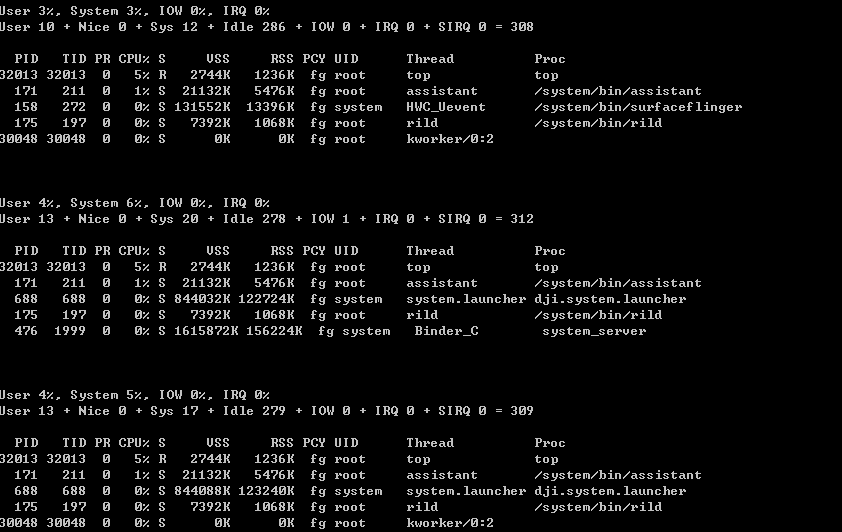 User 3%, System 3%, IOW 0%, IRQ 0%
User 10 + Nice 0 + Sys 12 + Idle 286 + IOW 0 + IRQ 0 + SIRQ 0 = 308
PID TID PR CPU% S VSS RSS PCY UID Thread Proc
32013 32013 0 5% R 2744K 1236K fg root top top
171 211 0 1% S 21132K 5476K fg root assistant /system/bin/assistant
158 272 0 0% S 131552K 13396K fg system HWC_Uevent /system/bin/surfaceflinger
175 197 0 0% S 7392K 1068K fg root rild /system/bin/rild
30048 30048 0 0% S 0K 0K fg root kworker/0:2
User 4%, System 6%, IOW 0%, IRQ 0%
User 13 + Nice 0 + Sys 20 + Idle 278 + IOW 1 + IRQ 0 + SIRQ 0 = 312
PID TID PR CPU% S VSS RSS PCY UID Thread Proc
32013 32013 0 5% R 2744K 1236K fg root top top
171 211 0 1% S 21132K 5476K fg root assistant /system/bin/assistant
688 688 0 0% S 844032K 122724K fg system system.launcher dji.system.launcher
175 197 0 0% S 7392K 1068K fg root rild /system/bin/rild
476 1999 0 0% S 1615872K 156224K fg system Binder_C system_server
User 4%, System 5%, IOW 0%, IRQ 0%
User 13 + Nice 0 + Sys 17 + Idle 279 + IOW 0 + IRQ 0 + SIRQ 0 = 309
PID TID PR CPU% S VSS RSS PCY UID Thread Proc
32013 32013 0 5% R 2744K 1236K fg root top top
171 211 0 1% S 21132K 5476K fg root assistant /system/bin/assistant
688 688 0 0% S 844088K 123240K fg system system.launcher dji.system.launcher
175 197 0 0% S 7392K 1068K fg root rild /system/bin/rild
30048 30048 0 0% S 0K 0K fg root kworker/0:2